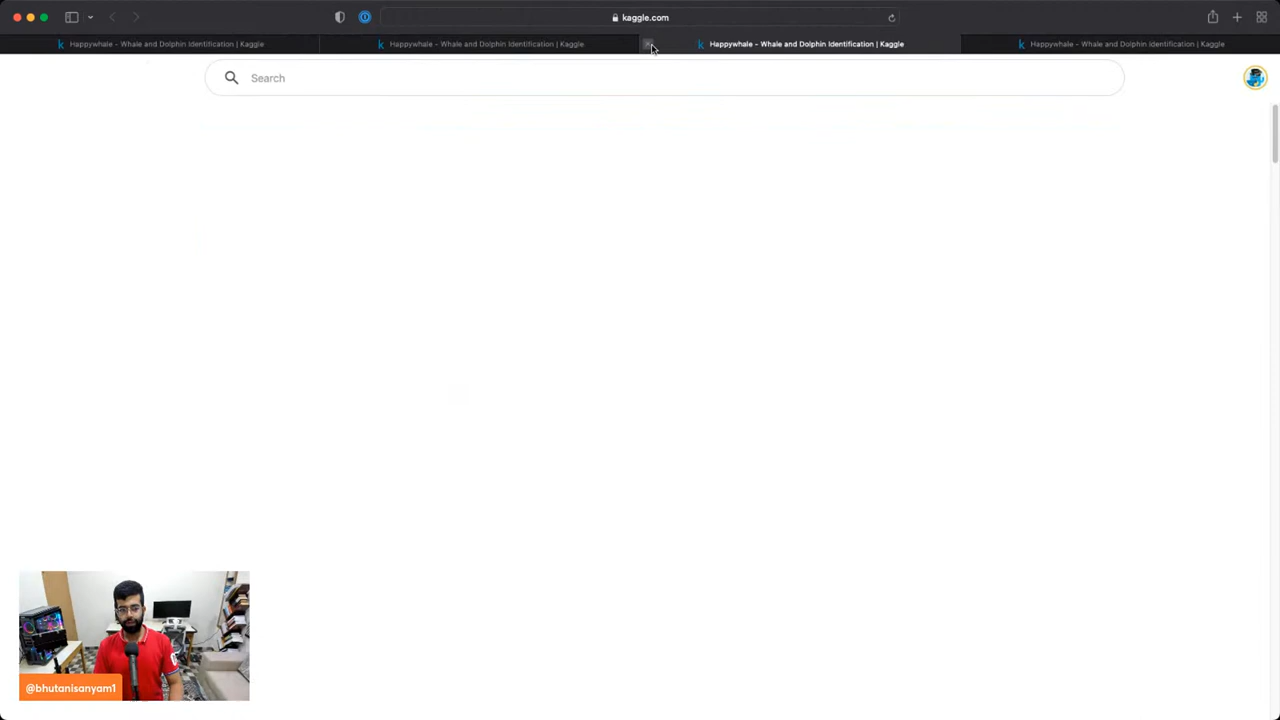 kaggle.com
Happywhale - Whale and Dolphin Identification | Kaggle
Happywhale - Whale and Dolphin Identification | Kaggle
Happywhale - Whale and Dolphin Identification | Kaggle
Happywhale - Whale and Dolphin Identification | Kaggle
Search
@bhutanisanyam1